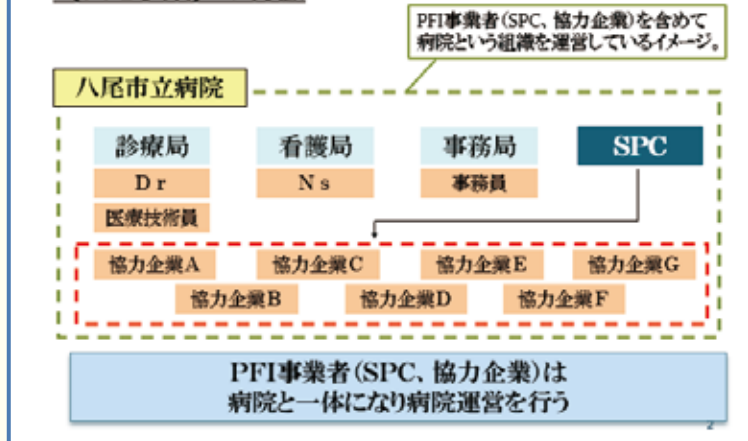 PFI事業者(SPC、協力企業)を含めて
病院という組織を運営しているイメージ。
八尾市立病院
診療局
看護局
事務局
SPC
Dr
Ns
事務員
医療技術員
協力企業A
協力企業C
協力企業E
協力企業G
協力企業B
協力企業D
協力企業F
PFI事業者(SPC、協力企業)は
病院と一体になり病院運営を行う
2